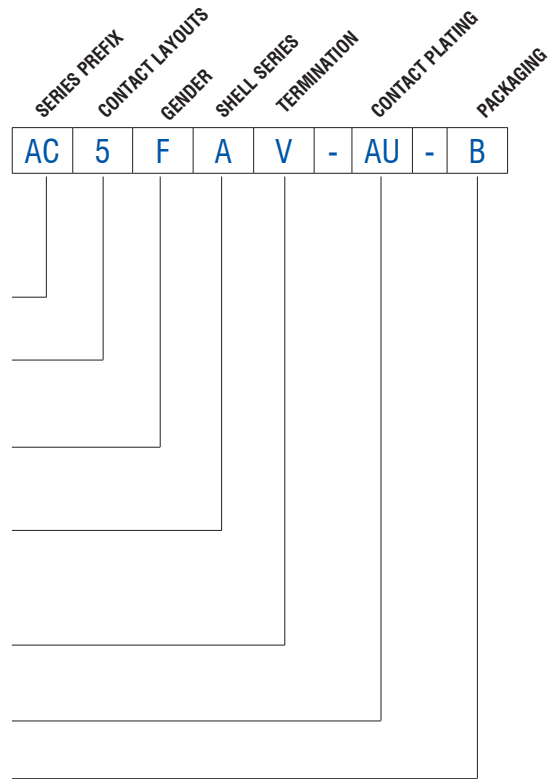 SERIES PREFIX
CONTACT LAYOUTS
GENDER
SHELL SERIES
TERMINATION
CONTACT PLATING
PACKAGING
AC 5 F A V - AU - B